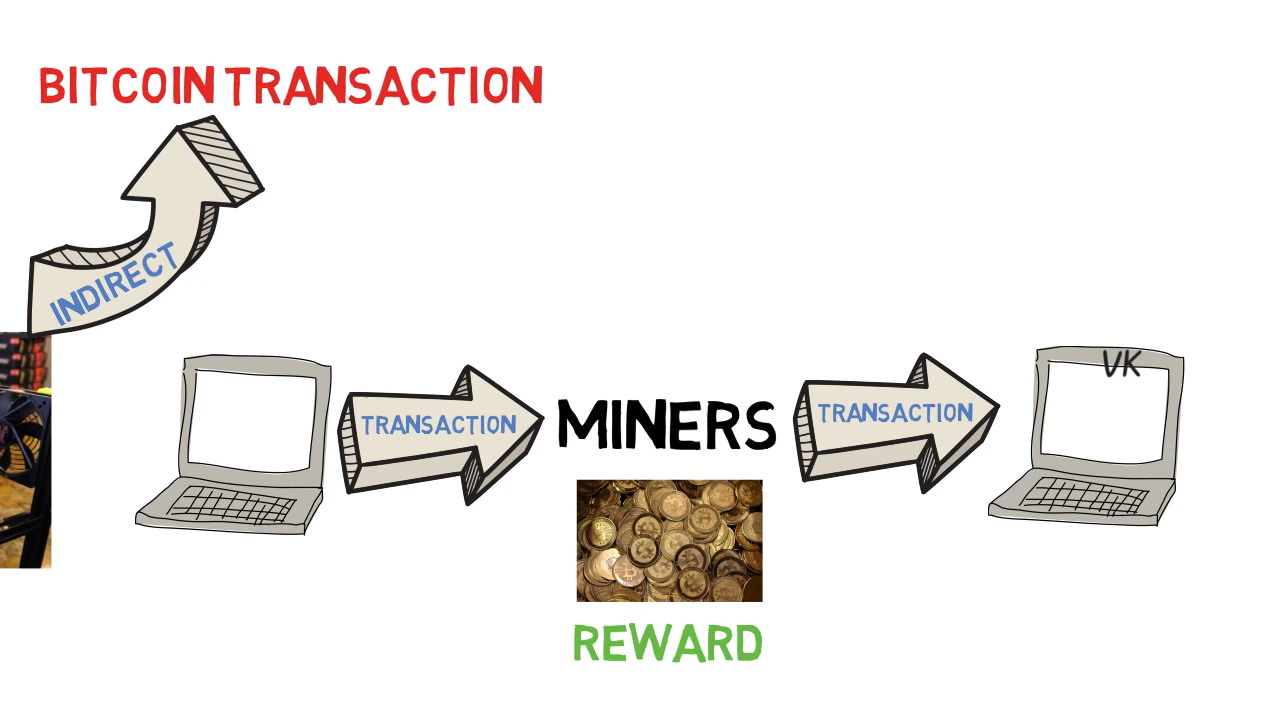 BITCOIN TRANSACTION
INDIRECT
VK
TRANSACTION
MINERS
TRANSACTION
REWARD